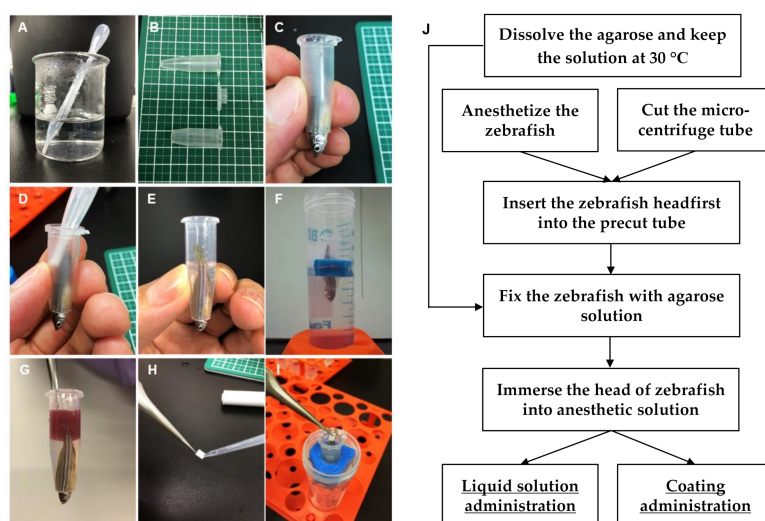 A
B
C
D
E
F
G
H
I
J
Dissolve the agarose and keep
the solution at 30 °C
Anesthetize the
zebrafish
Cut the micro-
centrifuge tube
Insert the zebrafish headfirst
into the precut tube
Fix the zebrafish with agarose
solution
Immerse the head of zebrafish
into anesthetic solution
Liquid solution
administration
Coating
administration